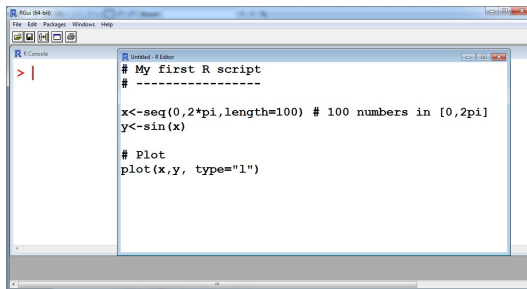 RGui (64-bit)
File Edit Packages Windows Help
R Console
>
Untitled - R Editor
# My first R script
# -----------------
x<-seq(0,2*pi,length=100) # 100 numbers in [0,2pi]
y<-sin(x)
# Plot
plot(x,y, type="l")